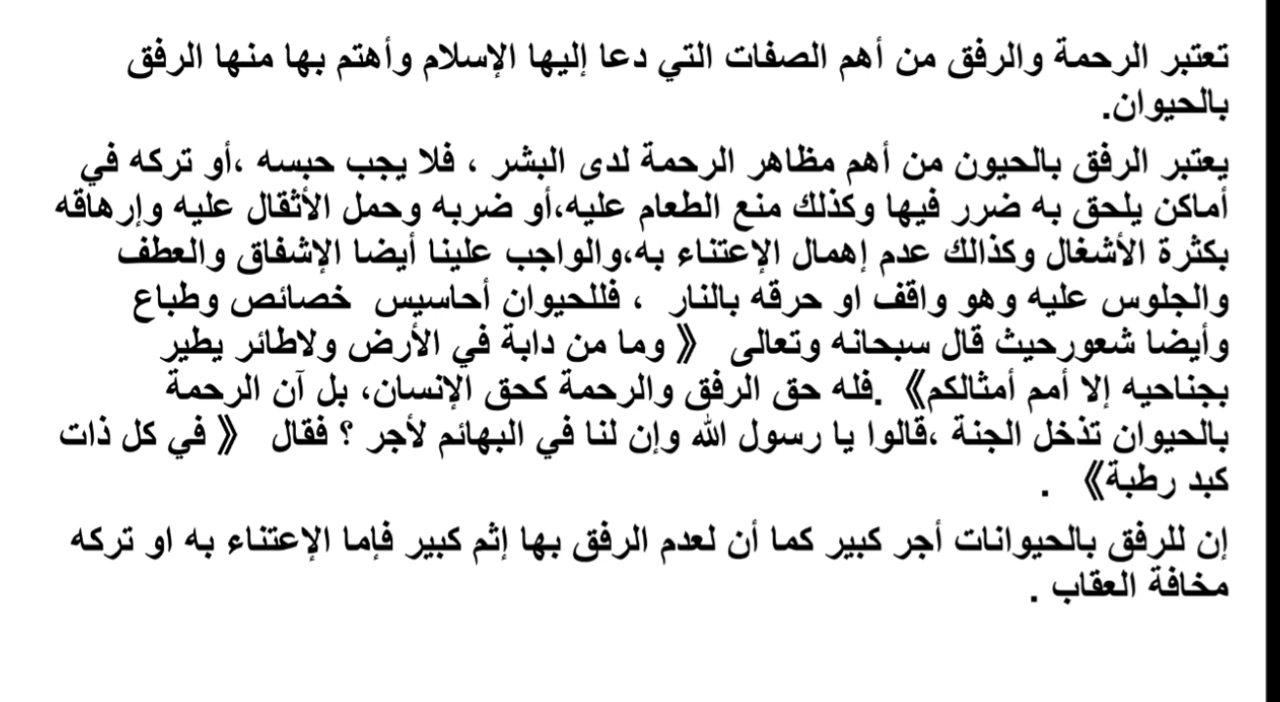 تعتبر الرحمة والرفق من أهم الصفات التي دعا إليها الإسلام وأهتم بها منها الرفق
بالحيوان.
يعتبر الرفق بالحيون من أهم مظاهر الرحمة لدى البشر ، فلا يجب حبسه ،أو تركه في
أماكن يلحق به ضرر فيها وكذلك منع الطعام عليه،أو ضربه وحمل الأثقال عليه وإرهاقه
بكثرة الأشغال وكذالك عدم إهمال الإعتناء به،والواجب علينا أيضا الإشفاق والعطف
والجلوس عليه وهو واقف او حرقه بالنار ، فللحيوان أحاسيس خصائص وطباع
وأيضا شعورحيث قال سبحانه وتعالى 《 وما من دابة في الأرض ولاطائر يطير
بجناحيه إلا أمم أمثالكم》 .فله حق الرفق والرحمة كحق الإنسان، بل آن الرحمة
بالحيوان تذخل الجنة ،قالوا يا رسول الله وإن لنا في البهائم لأجر ؟ فقال 《 في كل ذات
كبد رطبة》 .
إن للرفق بالحيوانات أجر كبير كما أن لعدم الرفق بها إثم كبير فإما الإعتناء به او تركه
مخافة العقاب .